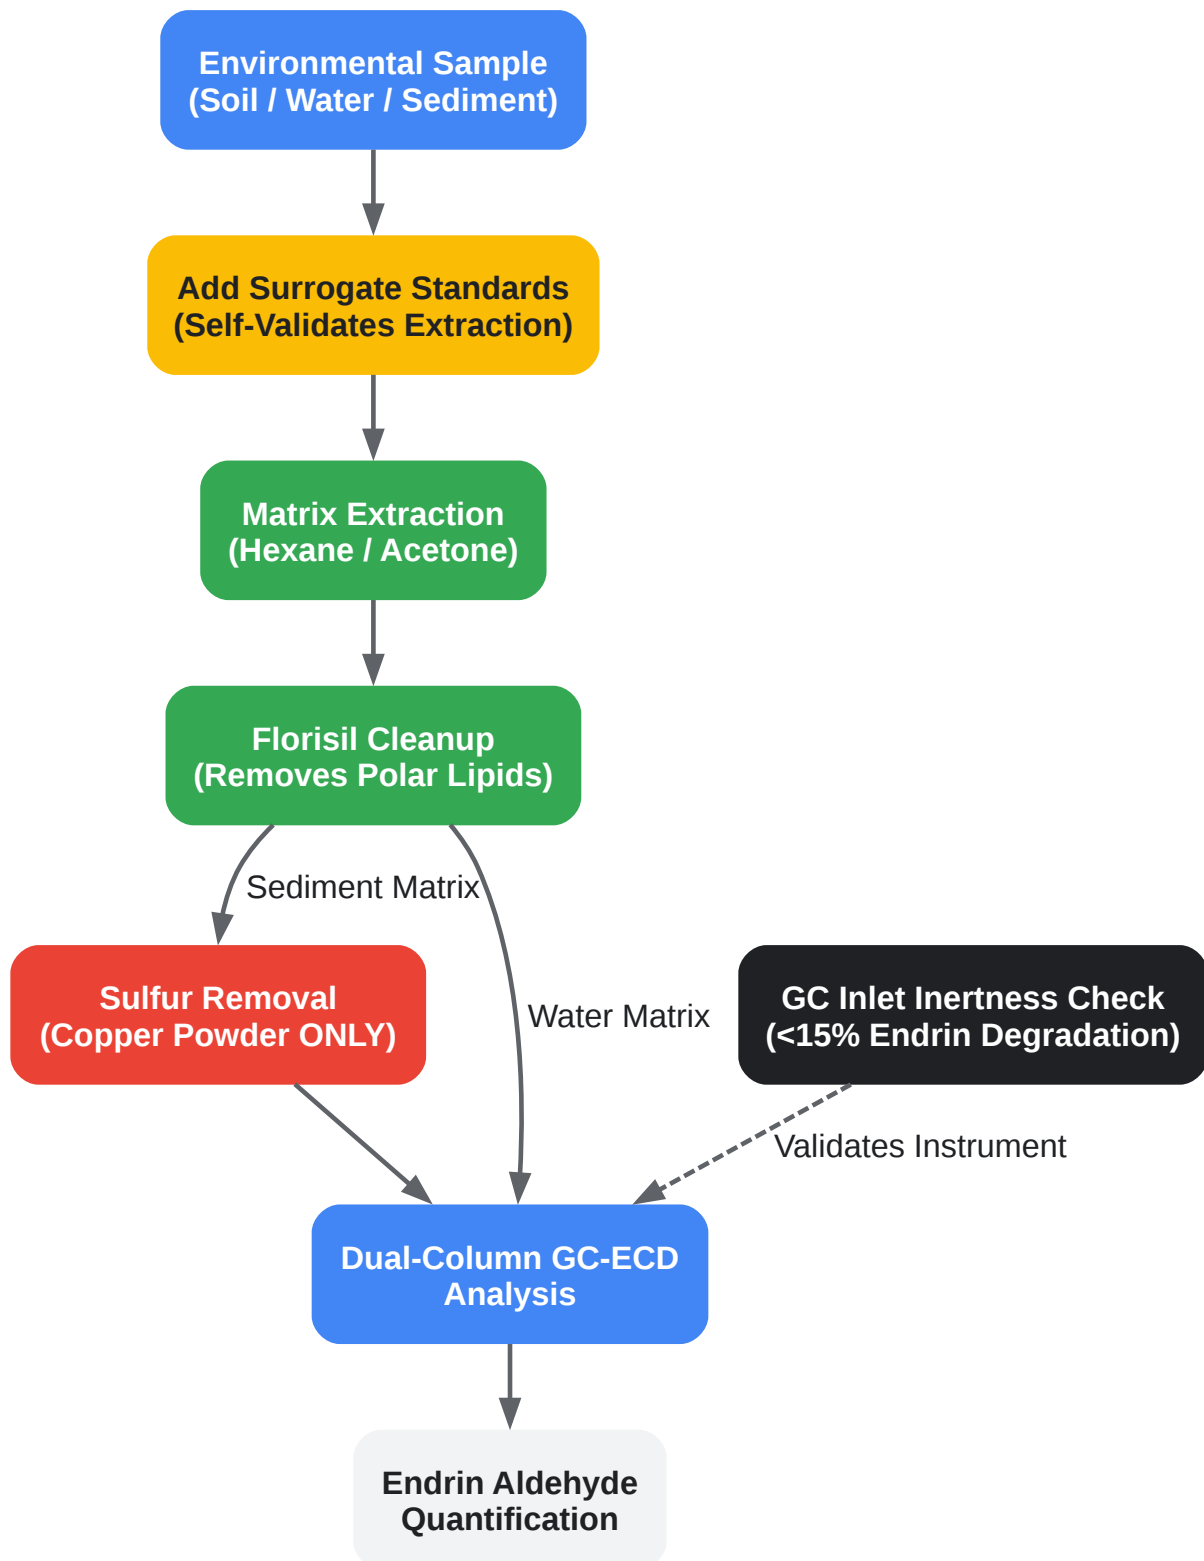 Environmental Sample
(Soil / Water / Sediment)
Add Surrogate Standards
(Self-Validates Extraction)
Matrix Extraction
(Hexane / Acetone)
Florisil Cleanup
(Removes Polar Lipids)
Sediment Matrix
Sulfur Removal
(Copper Powder ONLY)
Water Matrix
GC Inlet Inertness Check
(<15% Endrin Degradation)
Validates Instrument
Dual-Column GC-ECD
Analysis
Endrin Aldehyde
Quantification